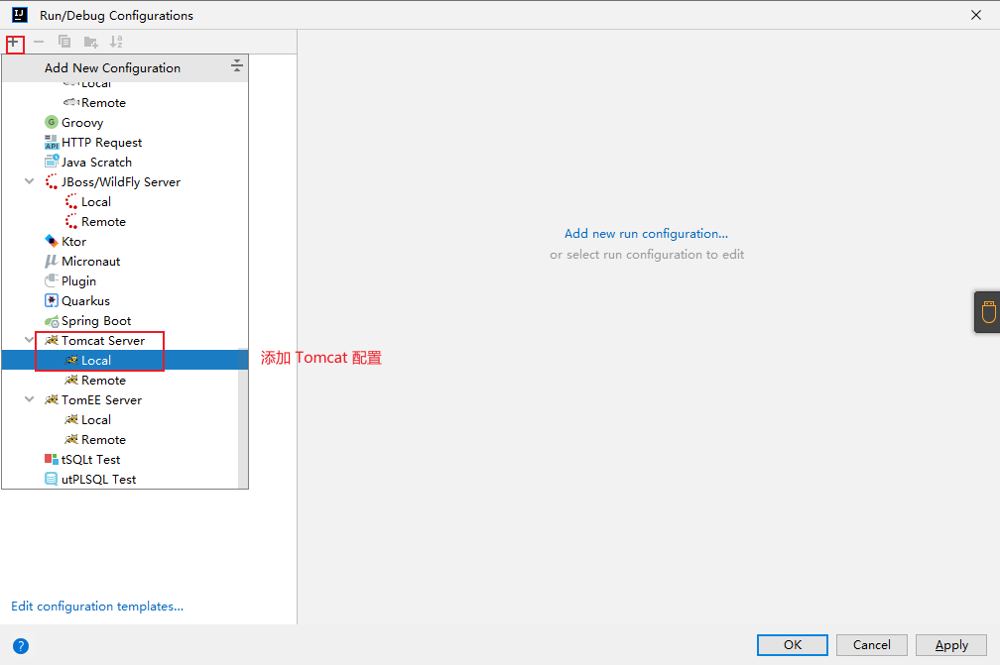 Run/Debug Configurations
Add New Configuration
Local
Remote
Groovy
HTTP Request
Java Scratch
JBoss/WildFly Server
Local
Remote
Ktor
Micronaut
Plugin
Quarkus
Spring Boot
Tomcat Server
Local
添加 Tomcat 配置
Remote
TomEE Server
Local
Remote
tSQLt Test
utPLSQL Test
Add new run configuration...
or select run configuration to edit
Edit configuration templates...
?
OK
Cancel
Apply